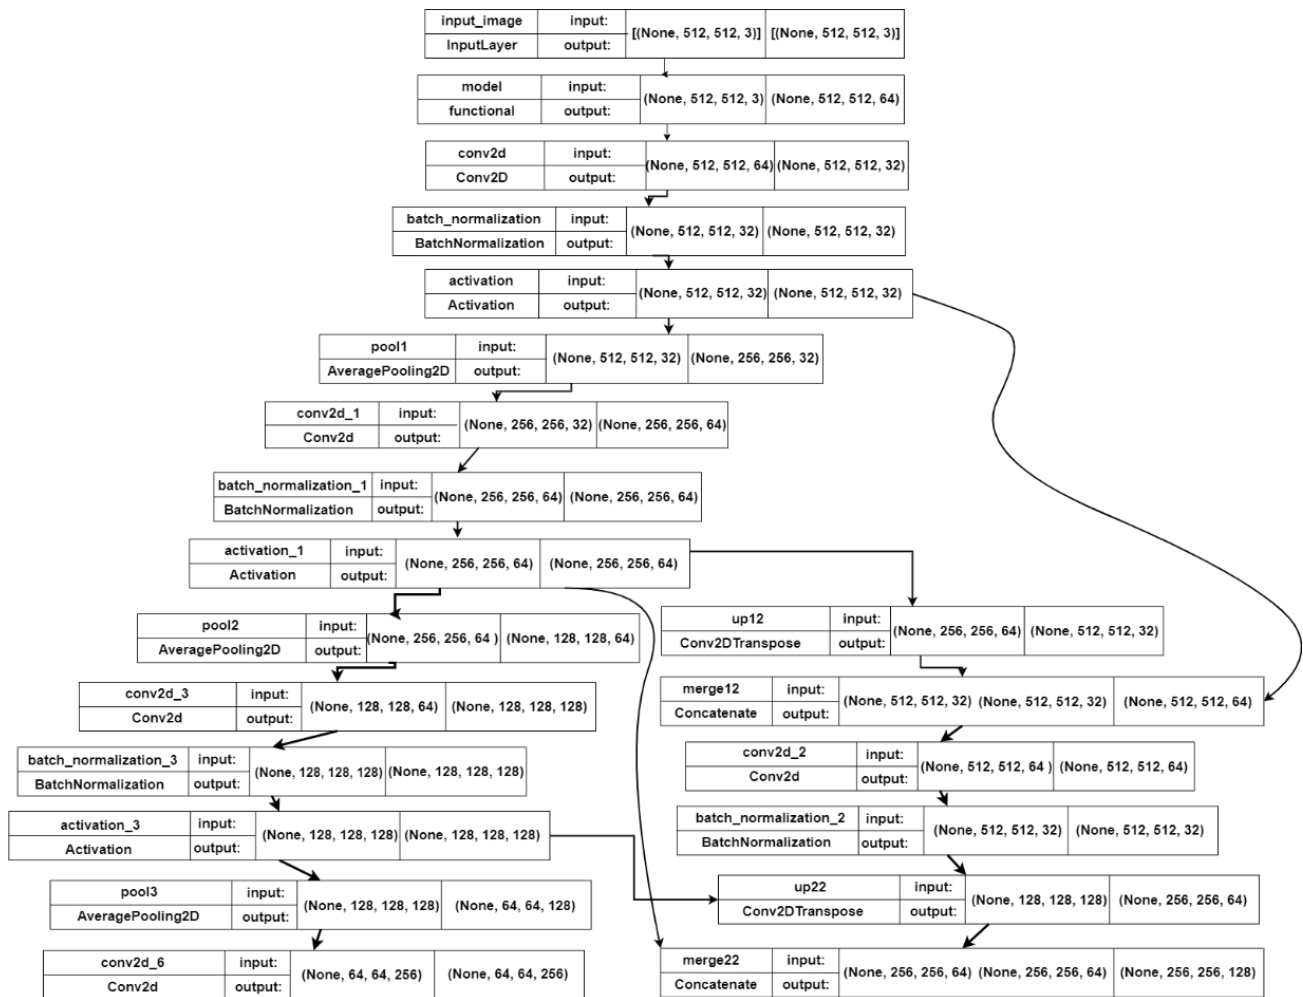 input_image input: [(None, 512, 512, 3)] [(None, 512, 512, 3)]
InputLayer output:
model input: (None, 512, 512, 3) (None, 512, 512, 64)
functional output:
conv2d input: (None, 512, 512, 64) (None, 512, 512, 32)
Conv2D output:
batch_normalization input: (None, 512, 512, 32) (None, 512, 512, 32)
BatchNormalization output:
activation input: (None, 512, 512, 32) (None, 512, 512, 32)
Activation output:
pool1 input: (None, 512, 512, 32) (None, 256, 256, 32)
AveragePooling2D output:
conv2d_1 input: (None, 256, 256, 32) (None, 256, 256, 64)
Conv2d output:
batch_normalization_1 input: (None, 256, 256, 64) (None, 256, 256, 64)
BatchNormalization output:
activation_1 input: (None, 256, 256, 64) (None, 256, 256, 64)
Activation output:
pool2 input: (None, 256, 256, 64 ) (None, 128, 128, 64)
AveragePooling2D output:
up12 input: (None, 256, 256, 64) (None, 512, 512, 32)
Conv2DTranspose output:
conv2d_3 input: (None, 128, 128, 64) (None, 128, 128, 128)
Conv2d output:
merge12 input: (None, 512, 512, 32) (None, 512, 512, 32) (None, 512, 512, 64)
Concatenate output:
batch_normalization_3 input: (None, 128, 128, 128) (None, 128, 128, 128)
BatchNormalization output:
conv2d_2 input: (None, 512, 512, 64 ) (None, 512, 512, 64)
Conv2d output:
activation_3 input: (None, 128, 128, 128) (None, 128, 128, 128)
Activation output:
batch_normalization_2 input: (None, 512, 512, 32) (None, 512, 512, 32)
BatchNormalization output:
pool3 input: (None, 128, 128, 128) (None, 64, 64, 128)
AveragePooling2D output:
up22 input: (None, 128, 128, 128) (None, 256, 256, 64)
Conv2DTranspose output:
conv2d_6 input: (None, 64, 64, 256) (None, 64, 64, 256)
Conv2d output:
merge22 input: (None, 256, 256, 64) (None, 256, 256, 64) (None, 256, 256, 128)
Concatenate output: